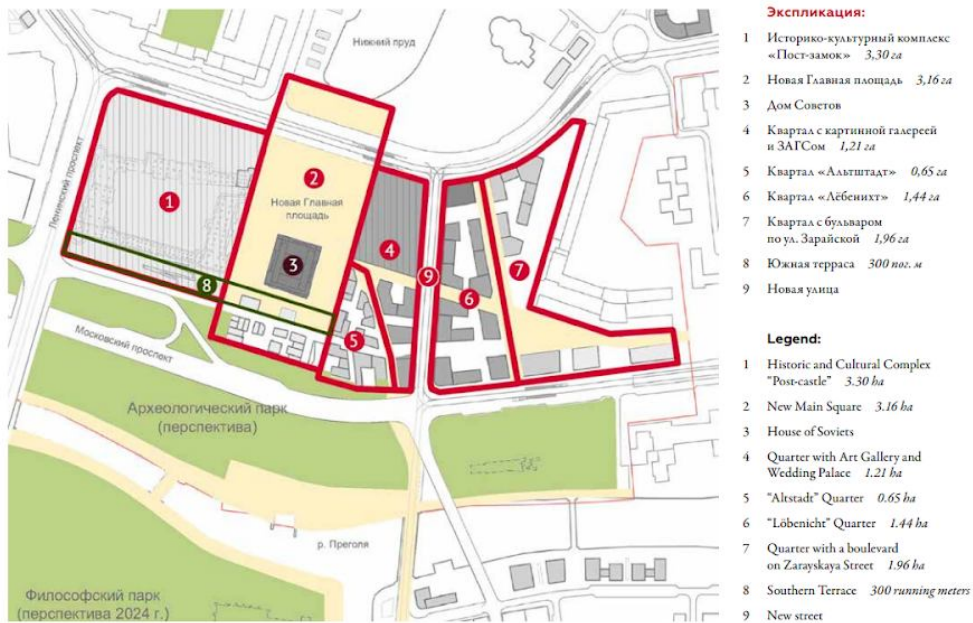 Нижний пруд
Ленинский проспект
1
2
Новая Главная
площадь
3
4
5
6
7
8
9
Московский проспект
Археологический парк
(перспектива)
р. Преголя
Философский парк
(перспектива 2024 г.)
Экспликация:
1 Историко-культурный комплекс
«Пост-замок» 3,30 га
2 Новая Главная площадь 3,16 га
3 Дом Советов
4 Квартал с картинной галереей
и ЗАГСом 1,21 га
5 Квартал «Альтштадт» 0,65 га
6 Квартал «Лёбенихт» 1,44 га
7 Квартал с бульваром
по ул. Зарайской 1,96 га
8 Южная терраса 300 пог. м
9 Новая улица
Legend:
1 Historic and Cultural Complex
"Post-castle" 3.30 ha
2 New Main Square 3.16 ha
3 House of Soviets
4 Quarter with Art Gallery and
Wedding Palace 1.21 ha
5 "Altstadt" Quarter 0.65 ha
6 "Löbenicht" Quarter 1.44 ha
7 Quarter with a boulevard
on Zarayskaya Street 1.96 ha
8 Southern Terrace 300 running meters
9 New street